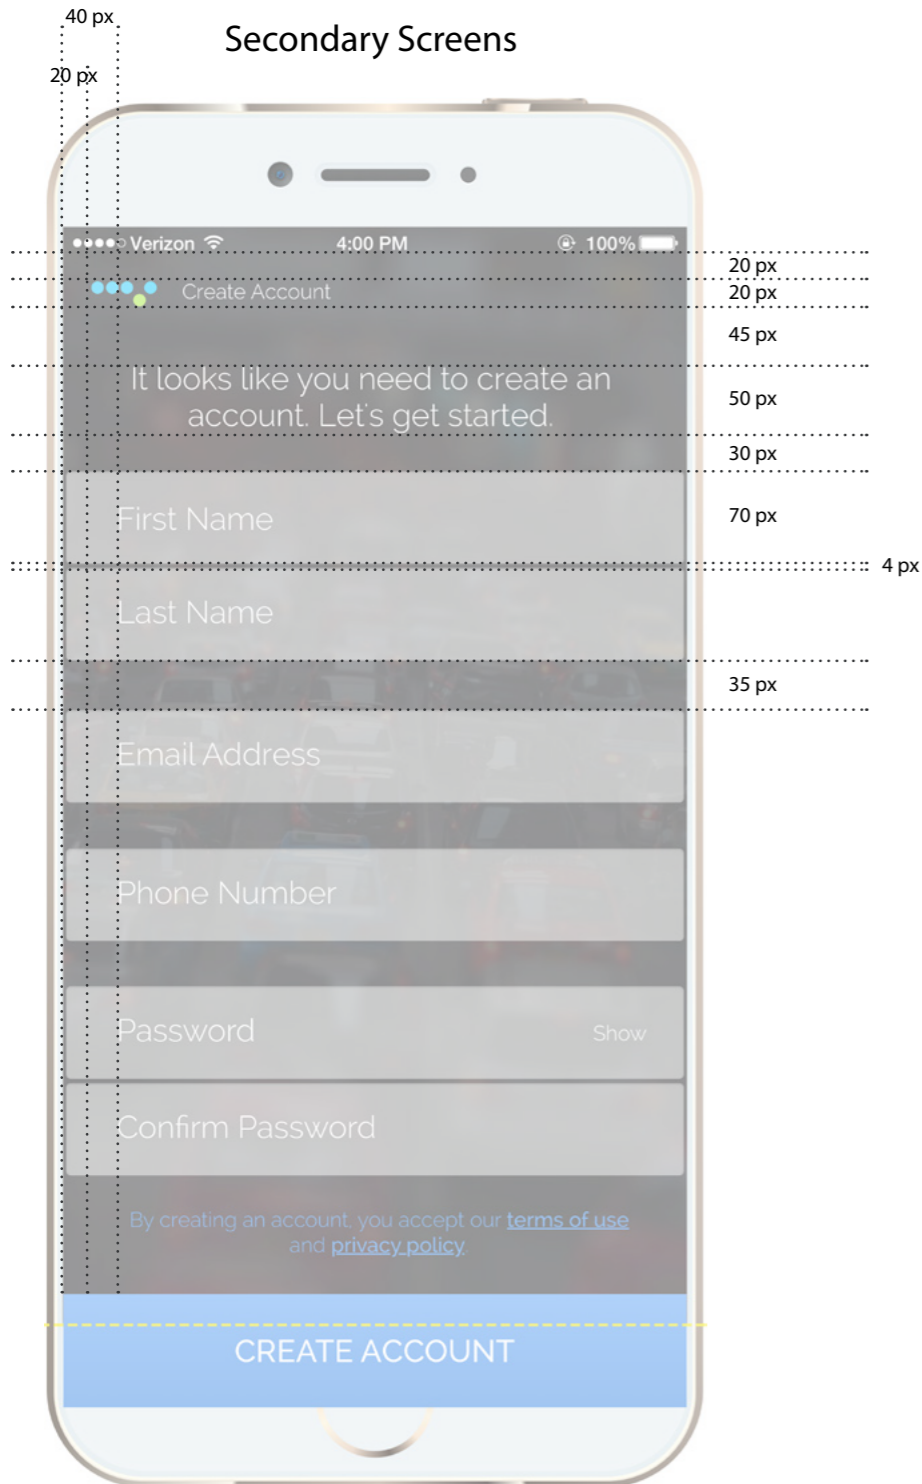 40 px
Secondary Screens
20 px
Verizon 4:00 PM 100%
20 px
Create Account
20 px
45 px
It looks like you need to create an
account. Let's get started.
50 px
30 px
First Name
70 px
4 px
Last Name
35 px
Email Address
Phone Number
Password Show
Confirm Password
By creating an account, you accept our terms of use
and privacy policy.
CREATE ACCOUNT